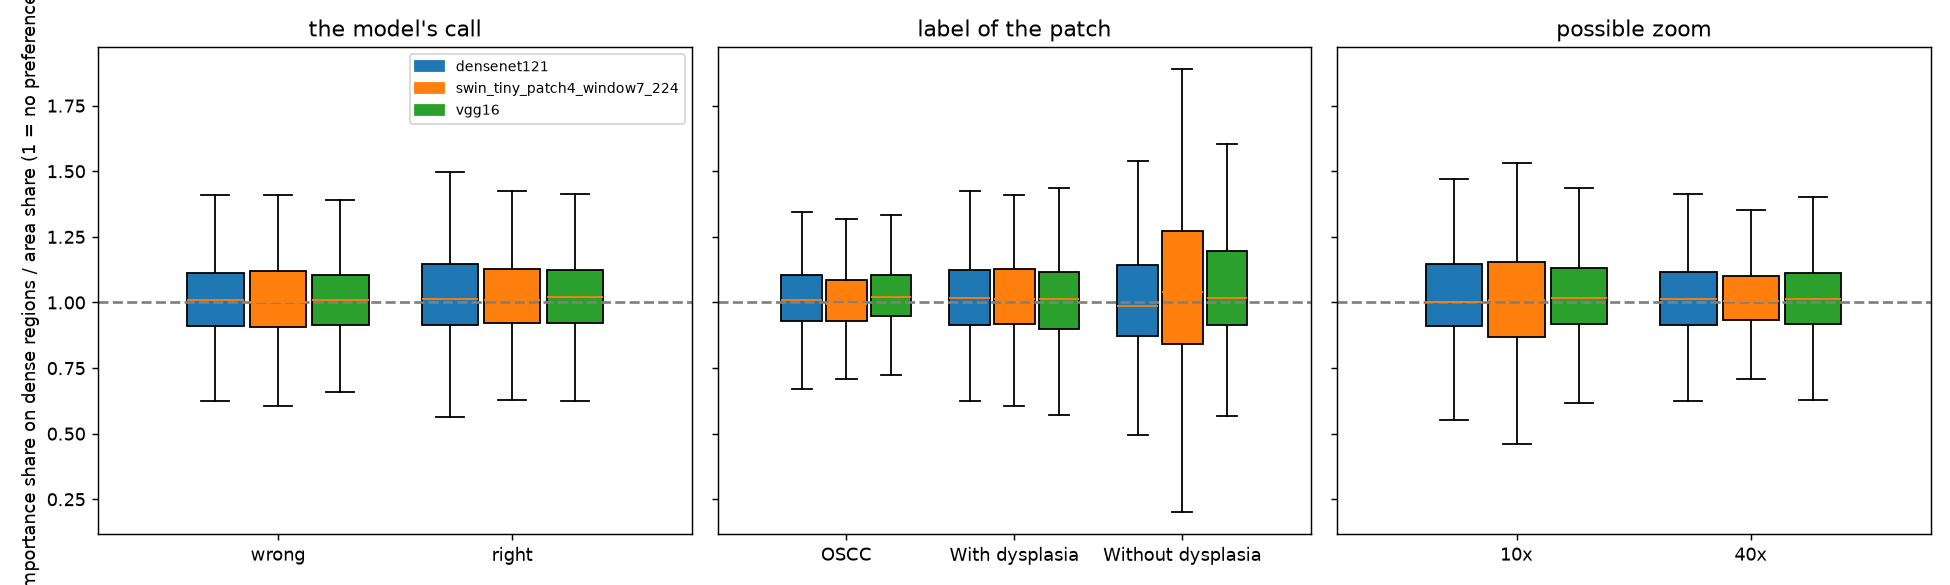 the model's call
label of the patch
possible zoom
share on dense regions / area share (1 = no
densenet121
swin_tiny_patch4_window7_224
vgg16
1.75
1.50
1.25
1.00
0.75
0.50
0.25
wrong
right
OSCC
With dysplasia
Without dysplasia
10x
40x